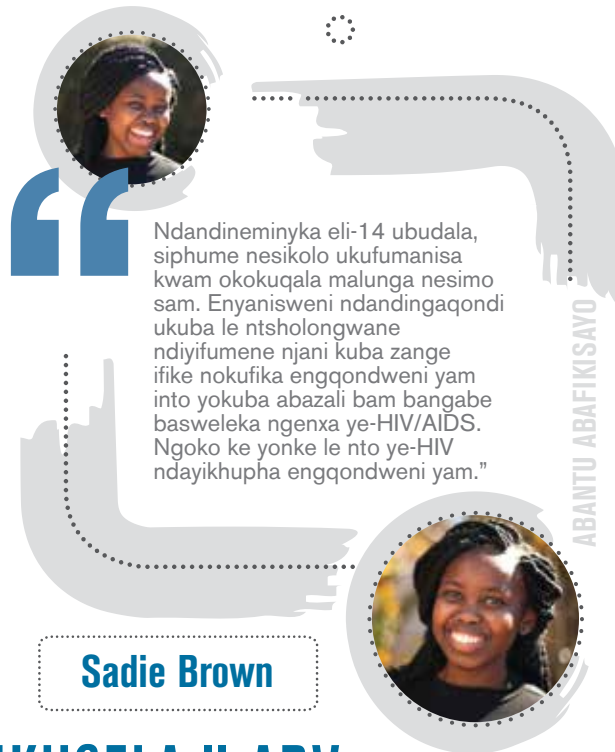 “
Ndandineminyka eli-14 ubudala,
siphume nesikolo ukufumanisa
kwam okokuqala malunga nesimo
sam. Enyanisweni ndandingaqondi
ukuba le ntsholongwane
ndiyifumene njani kuba zange
ifike nokufika engqondweni yam
into yokuba abazali bam bangabe
basweleka ngenxa ye-HIV/AIDS.
Ngoko ke yonke le nto ye-HIV
ndayikhupha engqondweni yam.”
ABANTU ABAFIKISAYO
Sadie Brown